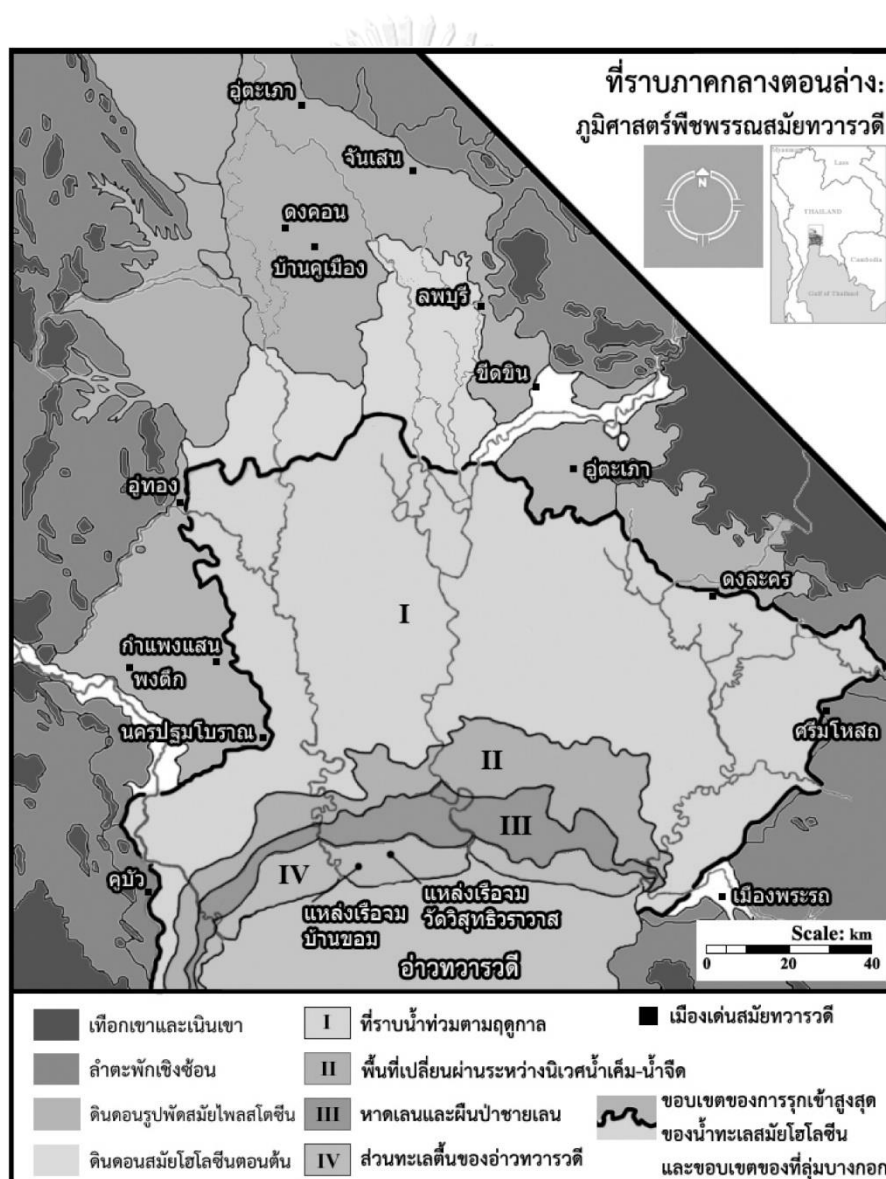 ที่ราบภาคกลางตอนล่าง:
ภูมิศาสตร์พืชพรรณสมัยทวารวดี
N
Myanmar
Laos
THAILAND
Cambodia
Gulf of Thailand
อู่ตะเภา
จันเสน
ดงคอน
บ้านคูเมือง
ลพบุรี
ขีดขิน
อู่ตะเภา
อู่ทอง
ดงละคร
I
กำแพงแสน
พงตึก
ศรีมโหสถ
นครปฐมโบราณ
II
III
IV
คูบัว
แหล่งเรือจม
บ้านขอม
แหล่งเรือจม
วัดวิสุทธิวราวาส
เมืองพระรถ
อ่าวทวารวดี
Scale: km
0 20 40
เทือกเขาและเนินเขา
ลำตะพักเชิงซ้อน
ดินดอนรูปพัดสมัยไพลสโตซีน
ดินดอนสมัยโฮโลซีนตอนต้น
I ที่ราบน้ำท่วมตามฤดูกาล
II พื้นที่เปลี่ยนผ่านระหว่างนิเวศน้ำเค็ม-น้ำจืด
III หาดเลนและผืนป่าชายเลน
IV ส่วนทะเลตื้นของอ่าวทวารวดี
เมืองเด่นสมัยทวารวดี
ขอบเขตของการรุกเข้าสูงสุด
ของน้ำทะเลสมัยโฮโลซีน
และขอบเขตของที่ลุ่มบางกอก